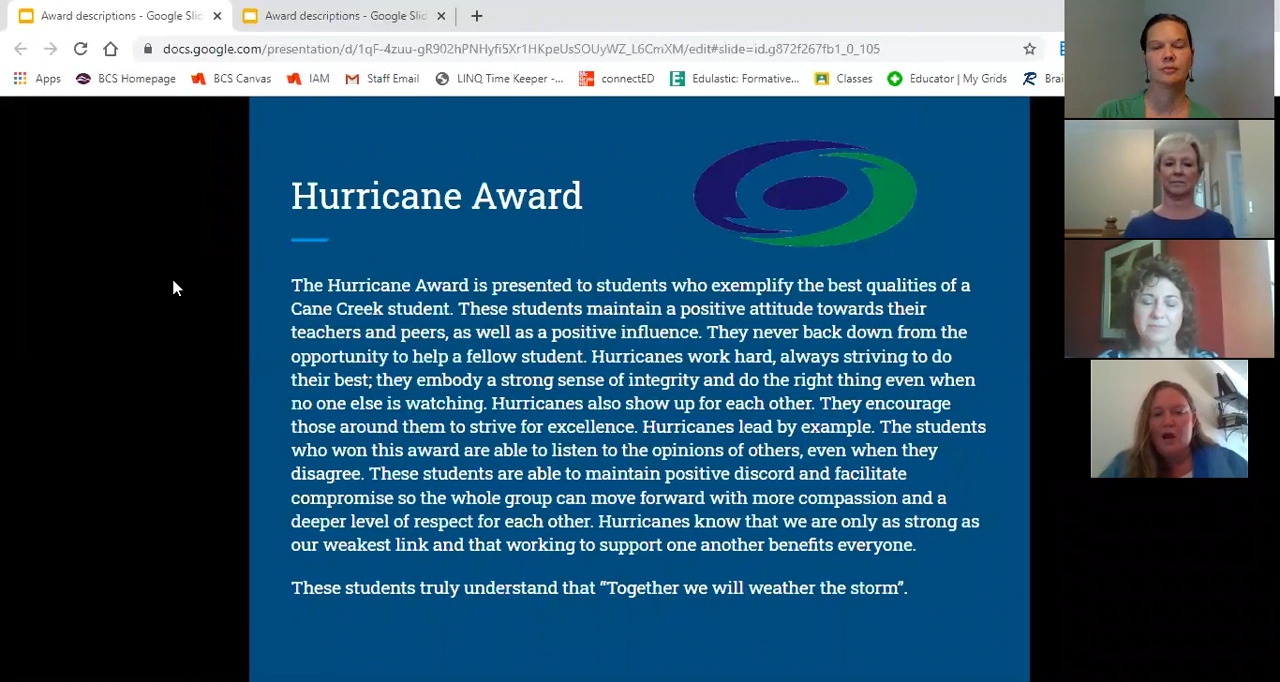 Award descriptions - Google Slid
Award descriptions - Google Slid
docs.google.com/presentation/d/1qF-4zuu-gR902hPNHyfi5Xr1HKpeUsSOUyWZ_L6CmXM/edit#slide=id.g872f267fb1_0_105
Apps BCS Homepage BCS Canvas IAM Staff Email LINQ Time Keeper -... connectED Edulastic: Formative... Classes Educator | My Grids Brai
Hurricane Award
The Hurricane Award is presented to students who exemplify the best qualities of a
Cane Creek student. These students maintain a positive attitude towards their
teachers and peers, as well as a positive influence. They never back down from the
opportunity to help a fellow student. Hurricanes work hard, always striving to do
their best; they embody a strong sense of integrity and do the right thing even when
no one else is watching. Hurricanes also show up for each other. They encourage
those around them to strive for excellence. Hurricanes lead by example. The students
who won this award are able to listen to the opinions of others, even when they
disagree. These students are able to maintain positive discord and facilitate
compromise so the whole group can move forward with more compassion and a
deeper level of respect for each other. Hurricanes know that we are only as strong as
our weakest link and that working to support one another benefits everyone.
These students truly understand that “Together we will weather the storm”.